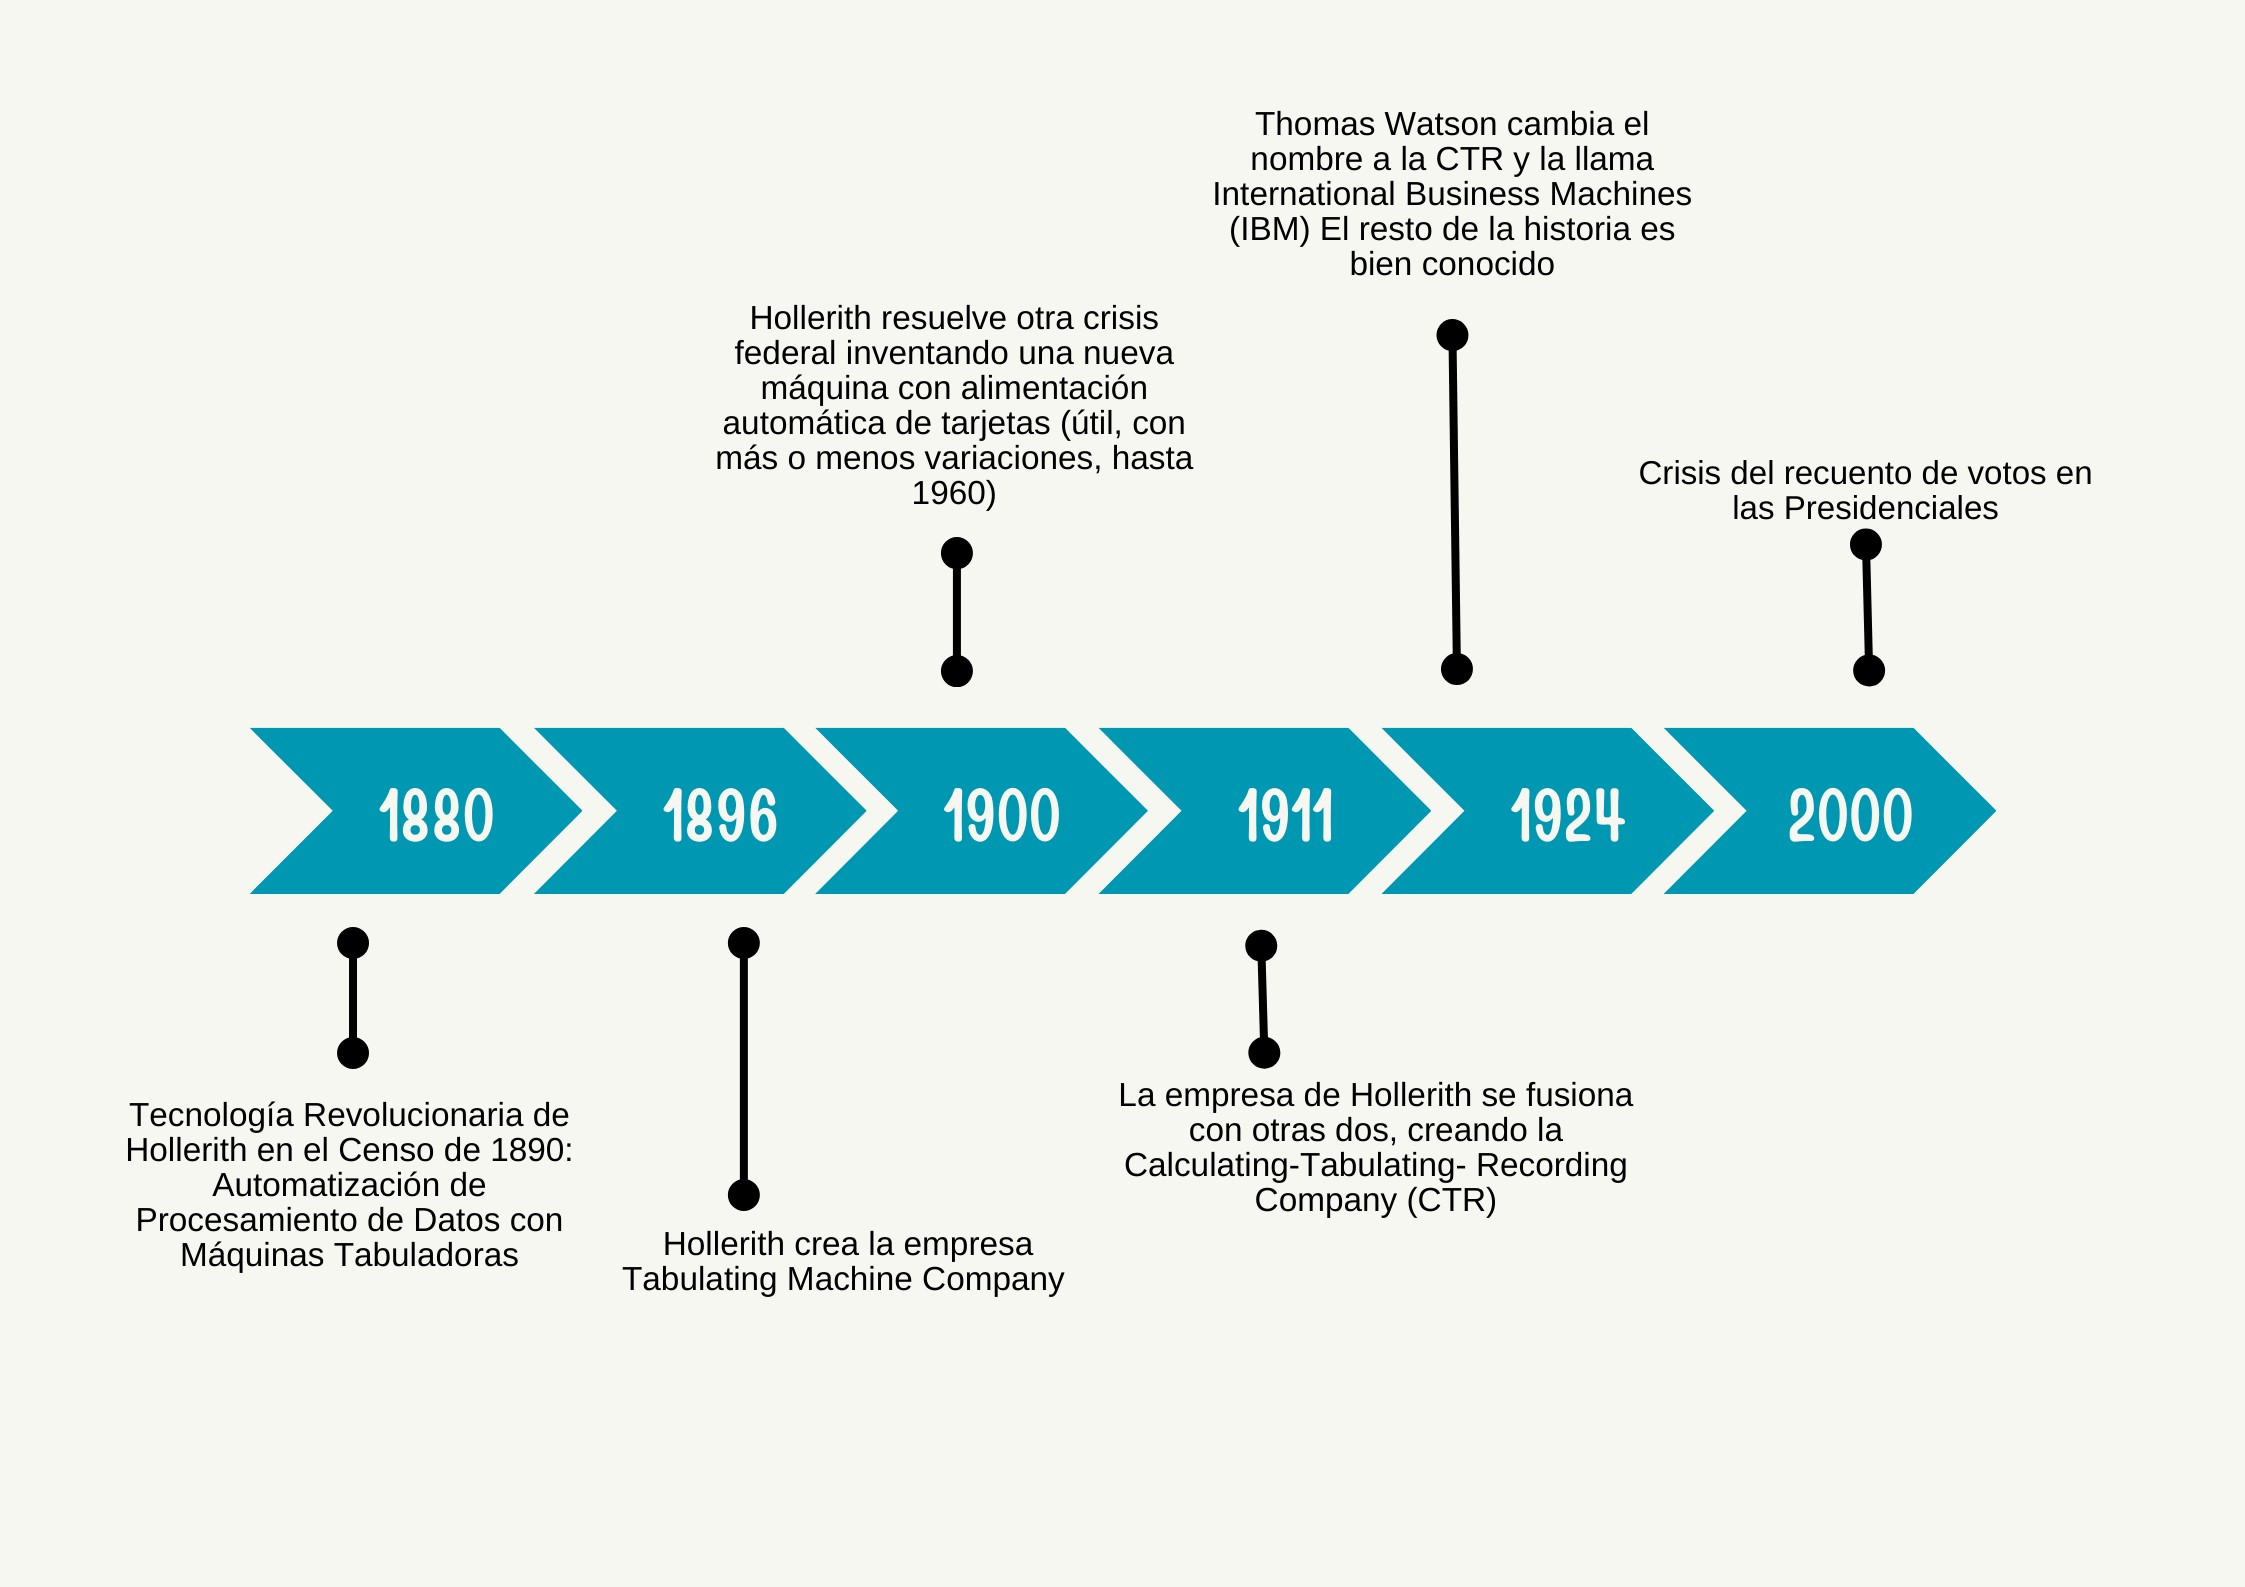 Thomas Watson cambia el
nombre a la CTR y la llama
International Business Machines
(IBM) El resto de la historia es
bien conocido
Hollerith resuelve otra crisis
federal inventando una nueva
máquina con alimentación
automática de tarjetas (útil, con
más o menos variaciones, hasta
1960)
Crisis del recuento de votos en
las Presidenciales
1880
1896
1900
1911
1924
2000
Tecnología Revolucionaria de
Hollerith en el Censo de 1890:
Automatización de
Procesamiento de Datos con
Máquinas Tabuladoras
Hollerith crea la empresa
Tabulating Machine Company
La empresa de Hollerith se fusiona
con otras dos, creando la
Calculating-Tabulating- Recording
Company (CTR)